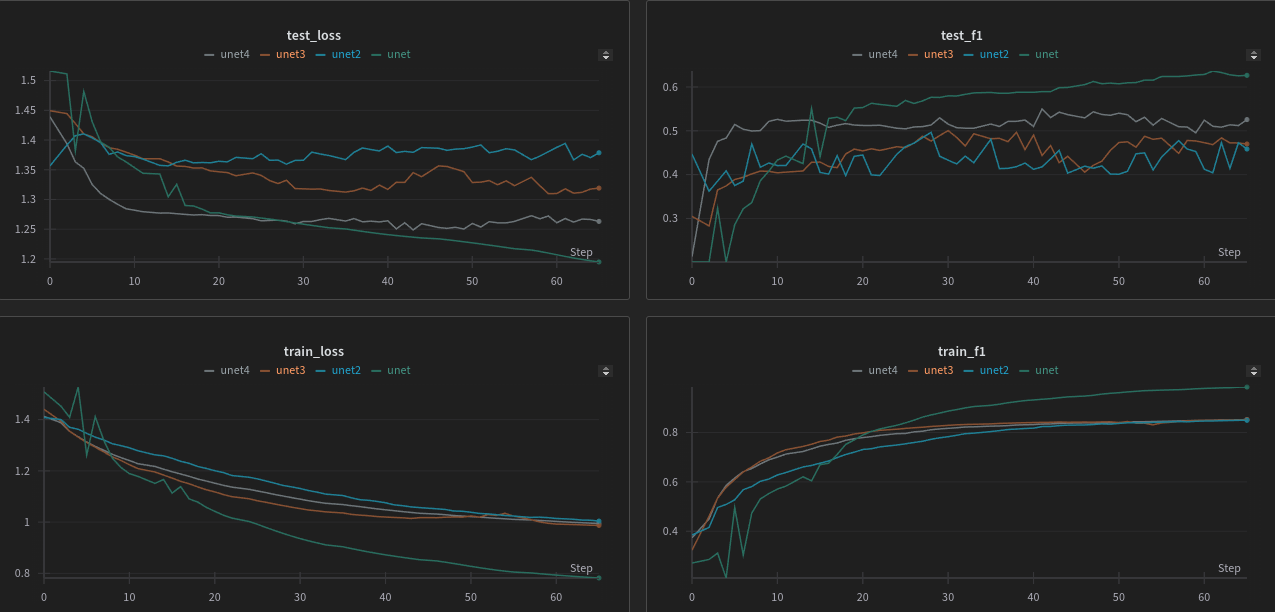 test_loss
unet4 unet3 unet2 unet
1.5
1.45
1.4
1.35
1.3
1.25
1.2
Step
0 10 20 30 40 50 60
test_f1
unet4 unet3 unet2 unet
0.6
0.5
0.4
0.3
Step
0 10 20 30 40 50 60
train_loss
unet4 unet3 unet2 unet
1.4
1.2
1
0.8
Step
0 10 20 30 40 50 60
train_f1
unet4 unet3 unet2 unet
0.8
0.6
0.4
Step
0 10 20 30 40 50 60